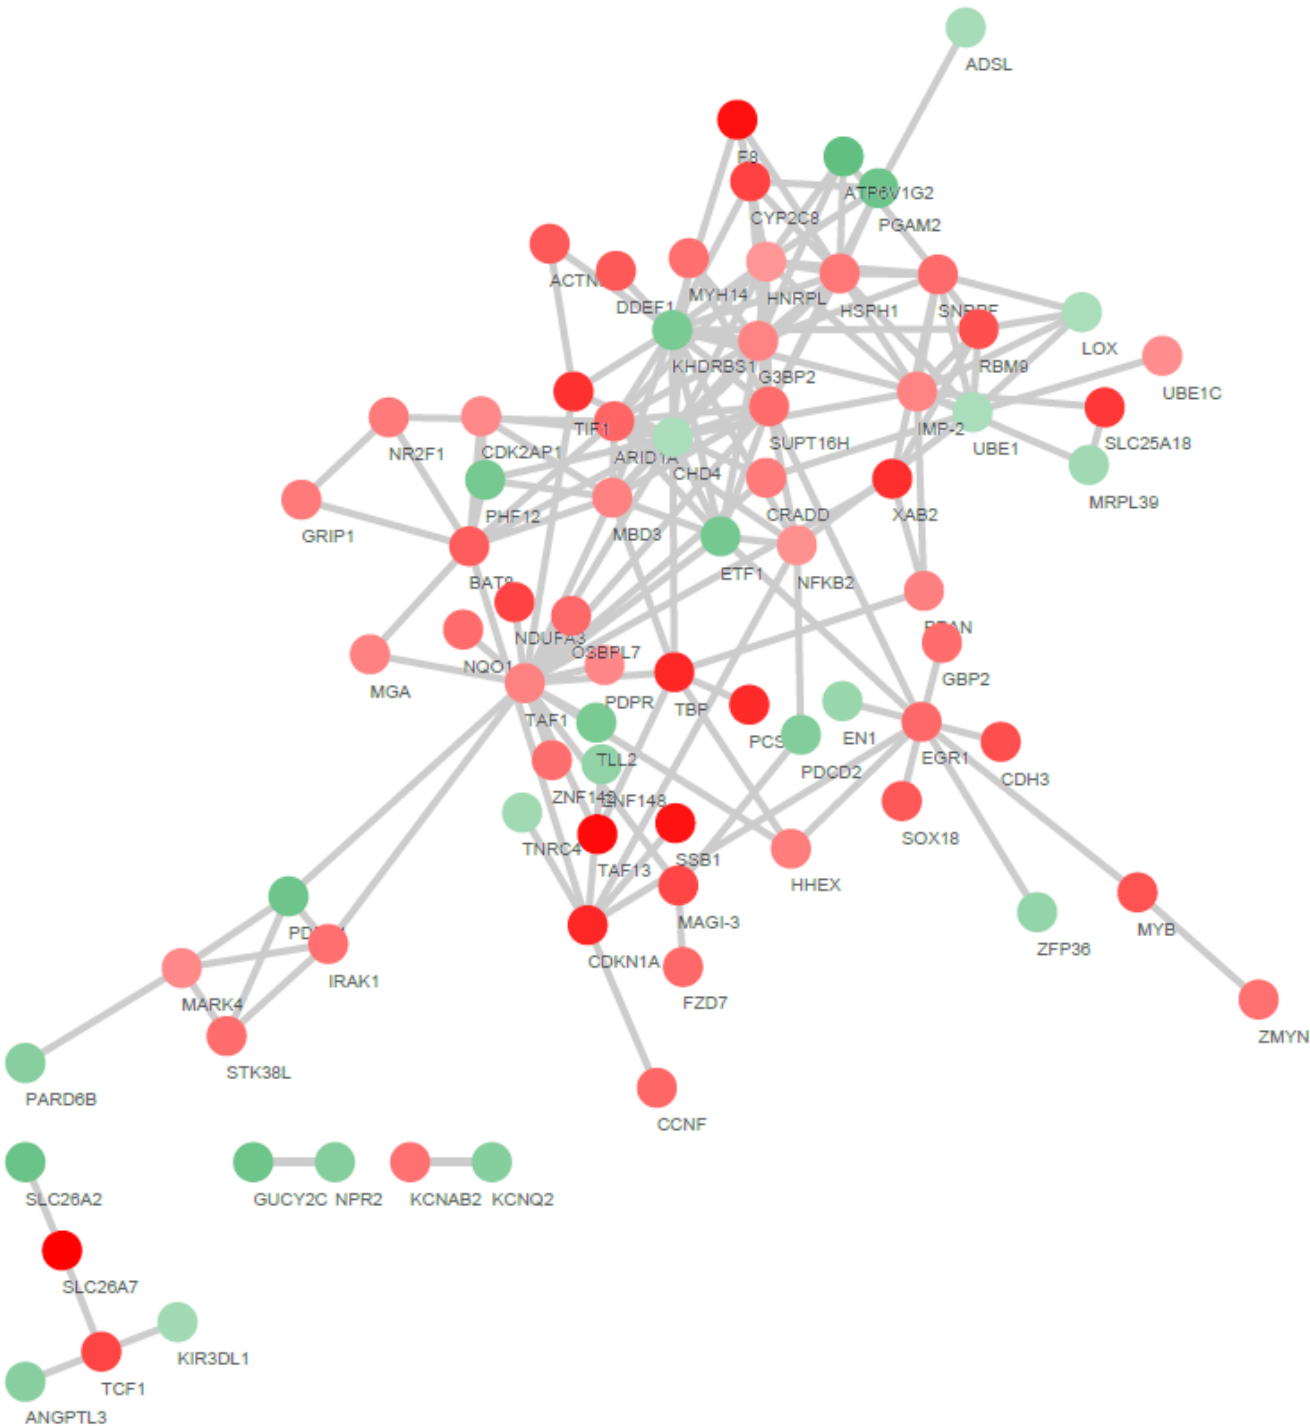 ADSL
F8
ATP6V1G2
CYP2C8
PGAM2
ACTN
DDEF1
MYH14
HNRPL
HSPH1
LOX
RBM9
KHDRBS1
G3BP2
UBE1C
TIF1
CDK2AP1
NR2F1
ARID1A
SUPT16H
IMP-2
UBE1
SLC25A18
CHD4
MRPL39
PHF12
CRADD
XAB2
GRIP1
MBD3
ETF1
NFKB2
NDUFA3
OSBPL7
NQO1
GBP2
MGA
PDPR
TBP
TAF1
EN1
EGR1
TLL2
PDCD2
CDH3
ZNF148
TNRC4
SSB1
SOX18
TAF13
HHEX
MAGI-3
MYB
ZFP36
CDKN1A
IRAK1
MARK4
FZD7
ZMYN
STK38L
PARD6B
CCNF
SLC26A2
GUCY2C NPR2
KCNAB2 KCNQ2
SLC26A7
KIR3DL1
TCF1
ANGPTL3